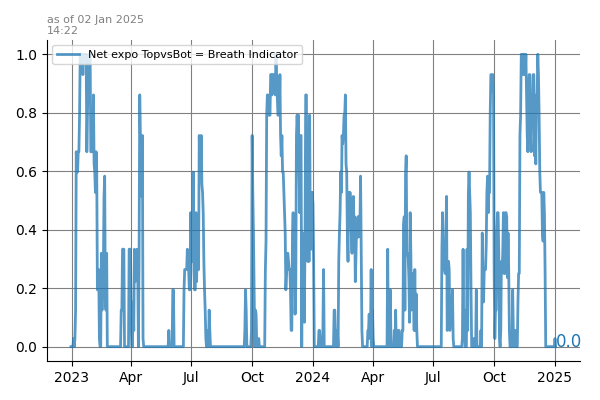 as of 02 Jan 2025
14:22
Net expo TopvsBot = Breath Indicator
1.0
0.8
0.6
0.4
0.2
0.0
0.0
2023 Apr Jul Oct 2024 Apr Jul Oct 2025